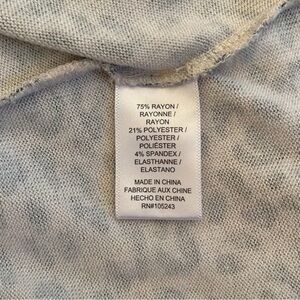 75% RAYON /
RAYONNE /
RAYON
21% POLYESTER /
POLYESTER /
POLIÉSTER
4% SPANDEX /
ELASTHANNE /
ELASTANO
MADE IN CHINA
FABRIQUE AUX CHINE
HECHO EN CHINA
RN#105243